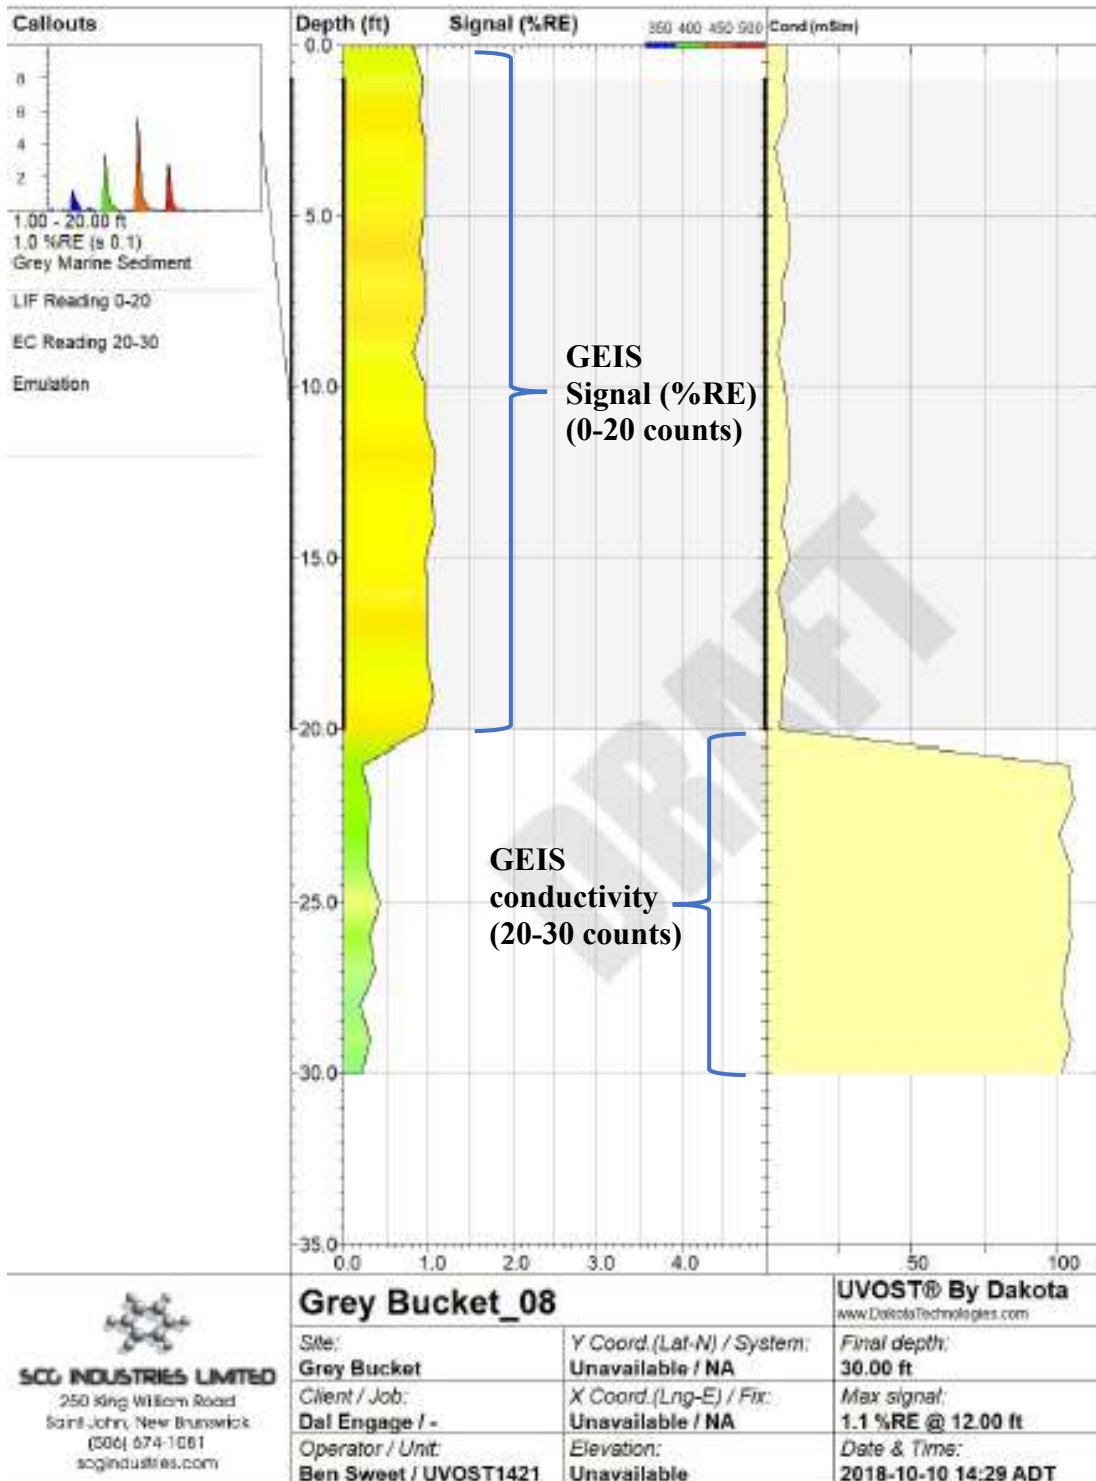 Callouts
Depth (ft)
Signal (%RE)
350 400 450 500
Cond (mS/m)
8
6
4
2
1.00 - 20.00 ft
1.0 %RE (s 0.1)
Grey Marine Sediment
LIF Reading 0-20
EC Reading 20-30
Emulation
0.0
5.0
10.0
15.0
20.0
25.0
30.0
35.0
GEIS
Signal (%RE)
(0-20 counts)
GEIS
conductivity
(20-30 counts)
DRAFT
0.0 1.0 2.0 3.0 4.0
50 100
SCG INDUSTRIES LIMITED
250 King William Road
Saint John, New Brunswick
(506) 674-1081
scgindustries.com
Grey Bucket_08
UVOST® By Dakota
www.DakotaTechnologies.com
Site:
Grey Bucket
Y Coord.(Lat-N) / System:
Unavailable / NA
Final depth:
30.00 ft
Client / Job:
Dal Engage / -
X Coord.(Lng-E) / Fix:
Unavailable / NA
Max signal:
1.1 %RE @ 12.00 ft
Operator / Unit:
Ben Sweet / UVOST1421
Elevation:
Unavailable
Date & Time:
2018-10-10 14:29 ADT